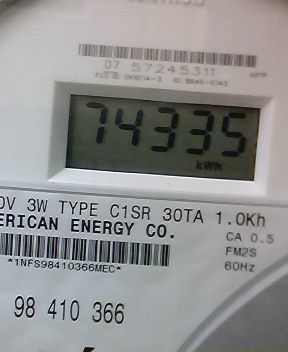 07 57245311
HPP
74335
kWh
0V 3W TYPE C1SR 30TA 1.0Kh
ERICAN ENERGY CO.
CA 0.5
FM2S
*1NFS98410366MEC*
60Hz
98 410 366